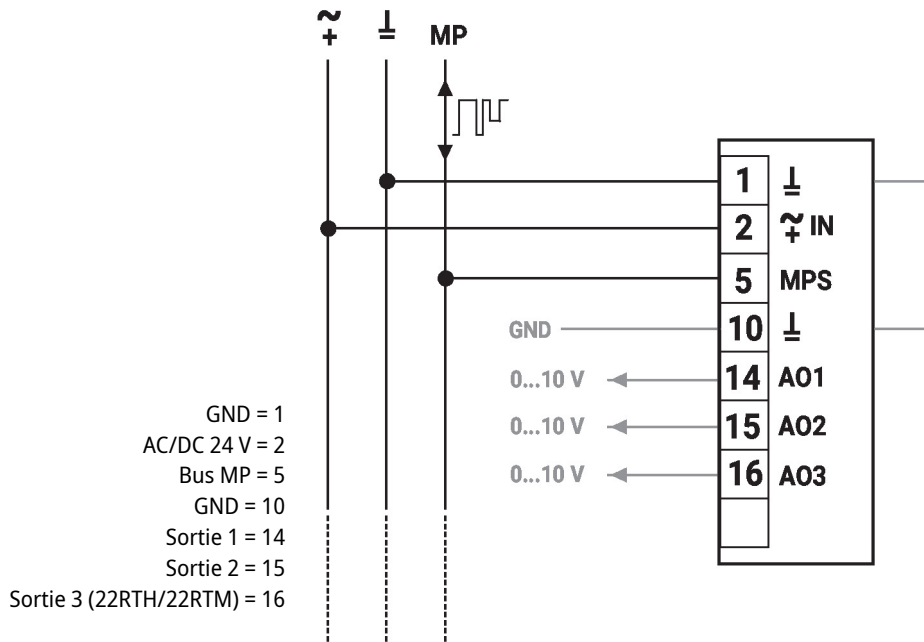 ~
+
⊥
=
MP
1 ⊥
2 ~+ IN
5 MPS
GND 10 ⊥
0...10 V 14 AO1
0...10 V 15 AO2
0...10 V 16 AO3
GND = 1
AC/DC 24 V = 2
Bus MP = 5
GND = 10
Sortie 1 = 14
Sortie 2 = 15
Sortie 3 (22RTH/22RTM) = 16